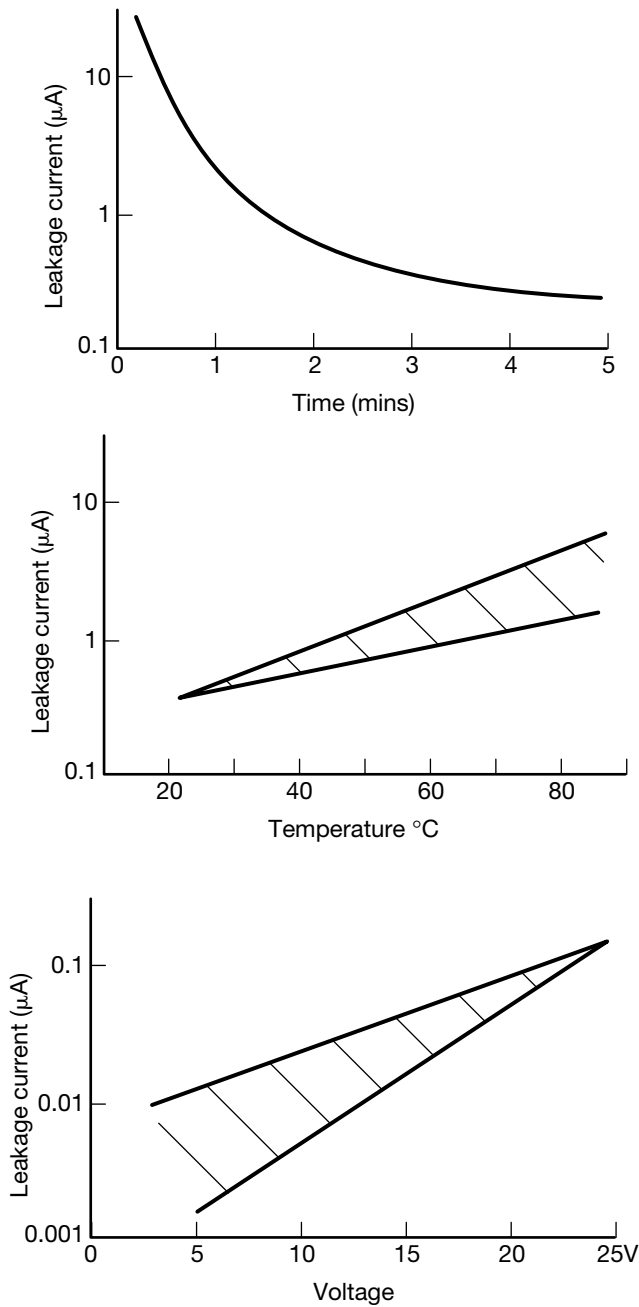 Leakage current (μA)
10
1
0.1
0 1 2 3 4 5
Time (mins)
Leakage current (μA)
10
1
0.1
20 40 60 80
Temperature °C
Leakage current (μA)
0.1
0.01
0.001
0 5 10 15 20 25V
Voltage